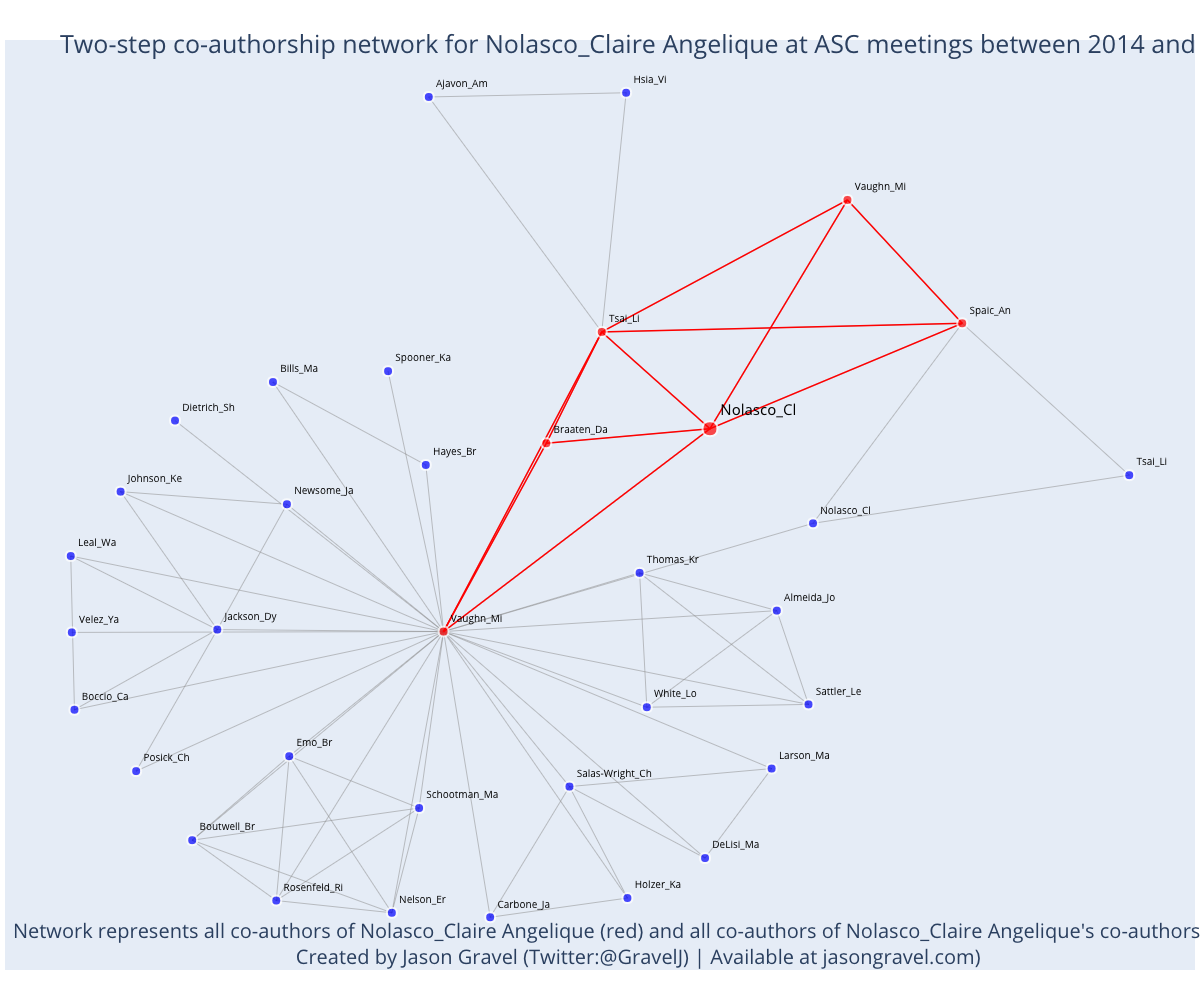 Two-step co-authorship network for Nolasco_Claire Angelique at ASC meetings between 2014 and
Ajavon_Am
Hsia_Vi
Vaughn_Mi
Spaic_An
Tsai_Li
Spooner_Ka
Bills_Ma
Dietrich_Sh
Nolasco_Cl
Braaten_Da
Hayes_Br
Tsai_Li
Johnson_Ke
Newsome_Ja
Nolasco_Cl
Leal_Wa
Thomas_Kr
Almeida_Jo
Velez_Ya
Jackson_Dy
Vaughn_Mi
Boccio_Ca
White_Lo
Sattler_Le
Posick_Ch
Emo_Br
Larson_Ma
Salas-Wright_Ch
Schootman_Ma
Boutwell_Br
DeLisi_Ma
Rosenfeld_Ri
Nelson_Er
Holzer_Ka
Carbone_Ja
Network represents all co-authors of Nolasco_Claire Angelique (red) and all co-authors of Nolasco_Claire Angelique's co-authors
Created by Jason Gravel (Twitter:@GravelJ) | Available at jasongravel.com)